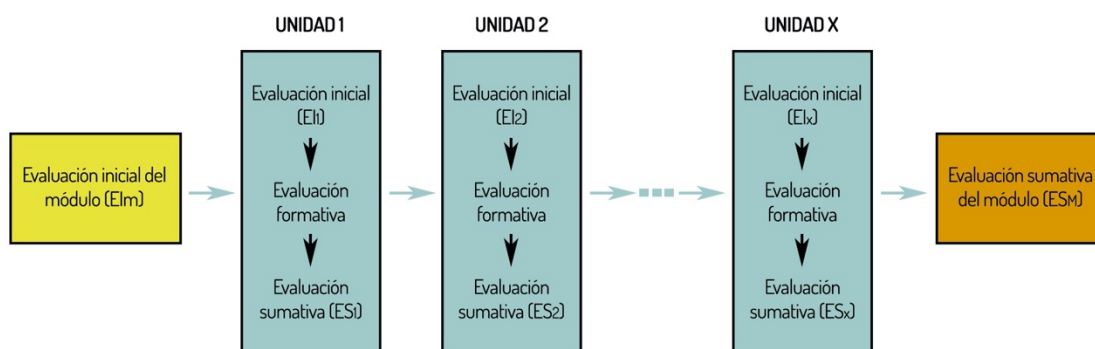 UNIDAD 1
UNIDAD 2
UNIDAD X
Evaluación inicial del
módulo (EIm)
Evaluación inicial
(EI1)
Evaluación
formativa
Evaluación
sumativa (ES1)
Evaluación inicial
(EI2)
Evaluación
formativa
Evaluación
sumativa (ES2)
Evaluación inicial
(EIx)
Evaluación
formativa
Evaluación
sumativa (ESx)
Evaluación sumativa
del módulo (ESM)